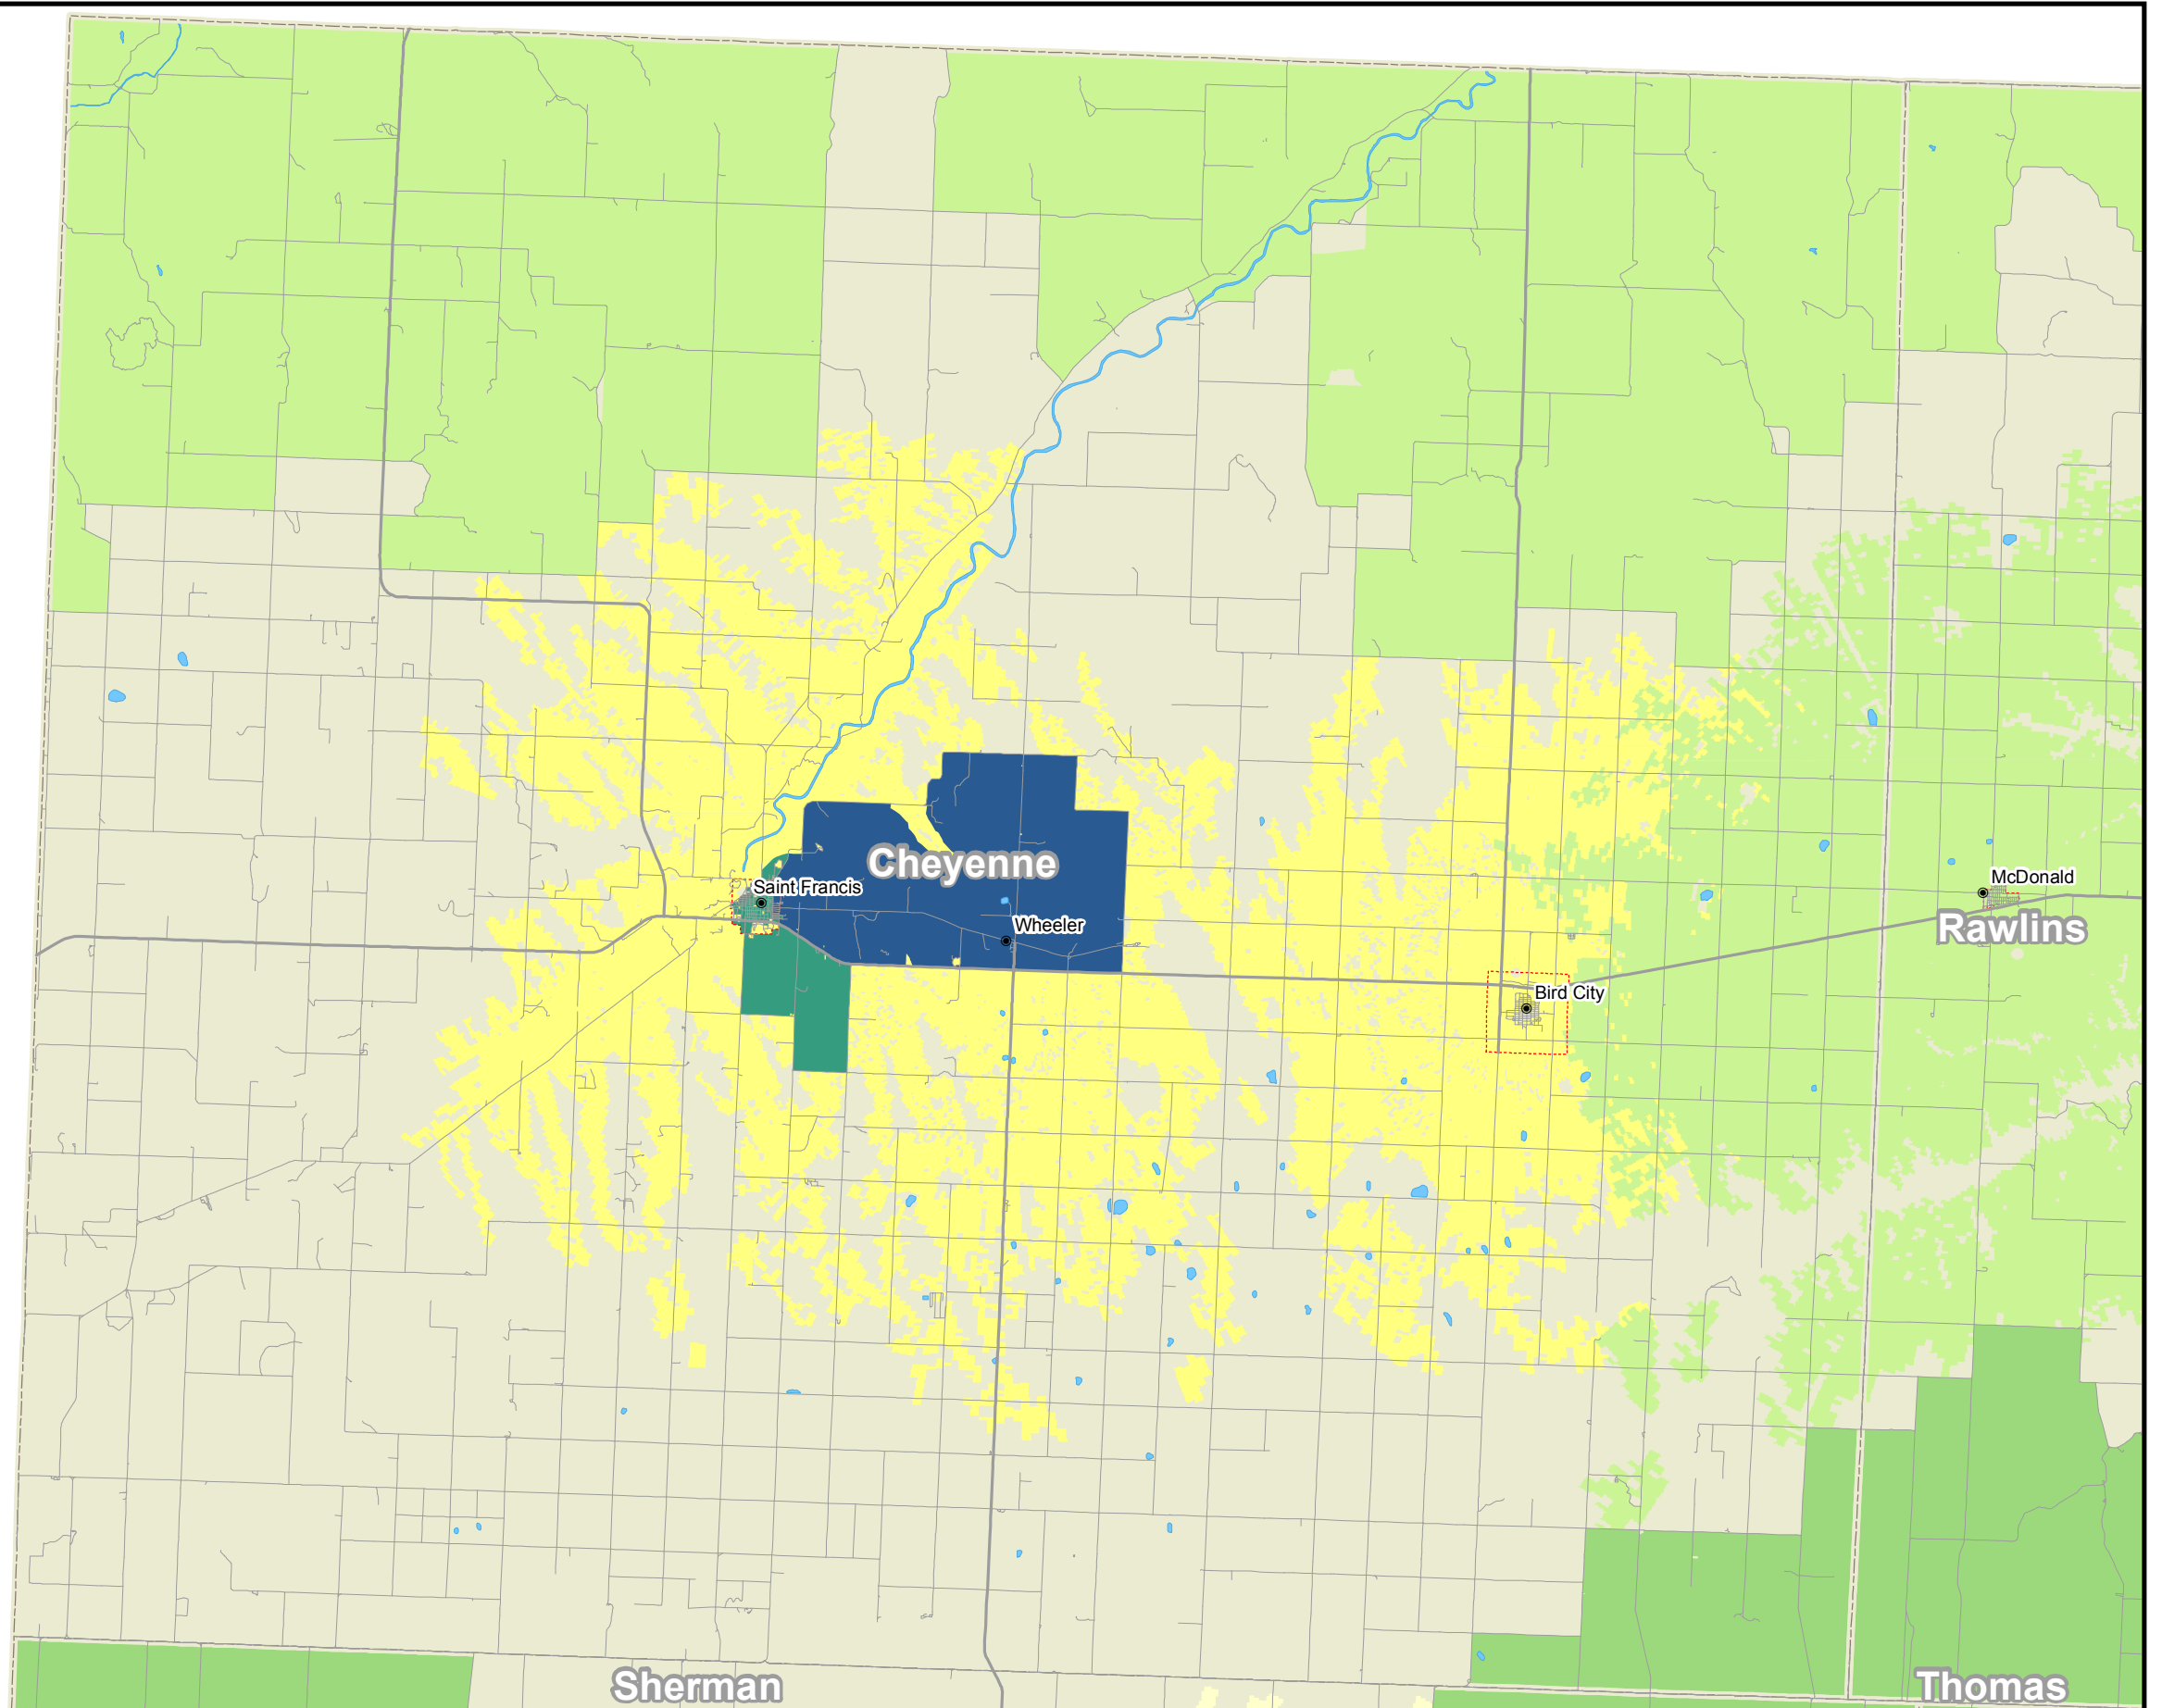 Cheyenne
Saint Francis
McDonald
Wheeler
Rawlins
Bird City
Sherman
Thomas